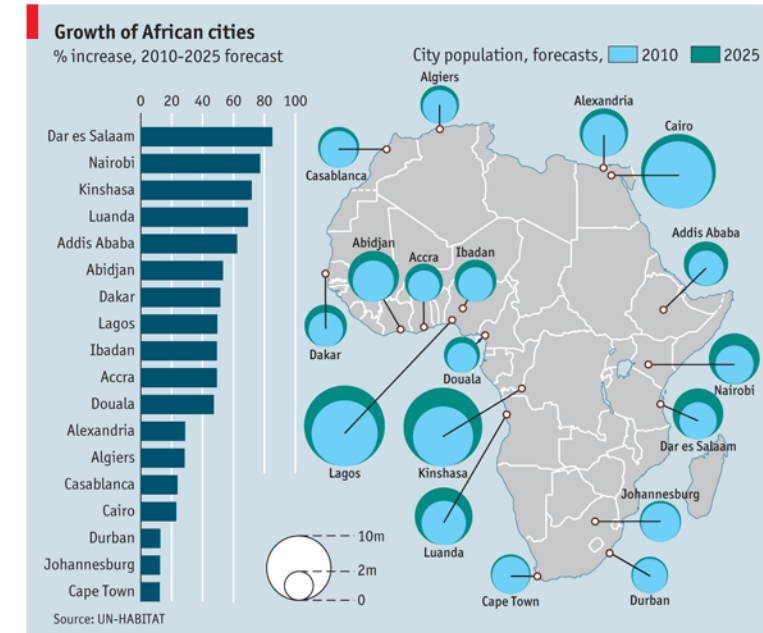 Growth of African cities
% increase, 2010-2025 forecast
City population, forecasts, 2010 2025
0 20 40 60 80 100
Dar es Salaam
Nairobi
Kinshasa
Luanda
Addis Ababa
Abidjan
Dakar
Lagos
Ibadan
Accra
Douala
Alexandria
Algiers
Casablanca
Cairo
Durban
Johannesburg
Cape Town
Source: UN-HABITAT
Algiers
Alexandria
Cairo
Casablanca
Addis Ababa
Abidjan
Accra
Ibadan
Dakar
Douala
Nairobi
Dar es Salaam
Lagos
Kinshasa
Johannesburg
Luanda
Cape Town
Durban
10m
2m
0